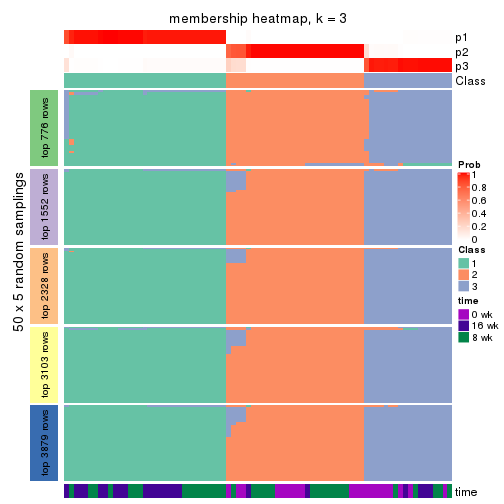 membership heatmap, k = 3
p1
p2
p3
Class
50 x 5 random samplings
top 776 rows
top 1552 rows
top 2328 rows
top 3103 rows
top 3879 rows
time
Prob
1
0.8
0.6
0.4
0.2
0
Class
1
2
3
time
0 wk
16 wk
8 wk